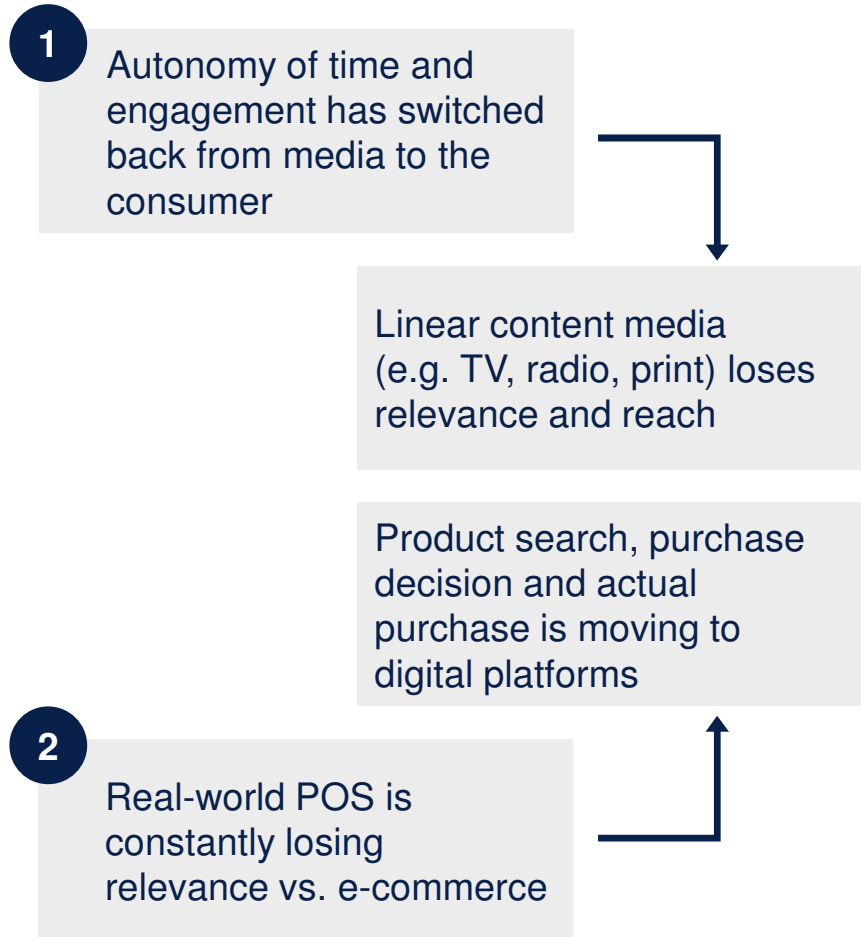 1
Autonomy of time and
engagement has switched
back from media to the
consumer
Linear content media
(e.g. TV, radio, print) loses
relevance and reach
Product search, purchase
decision and actual
purchase is moving to
digital platforms
2
Real-world POS is
constantly losing
relevance vs. e-commerce